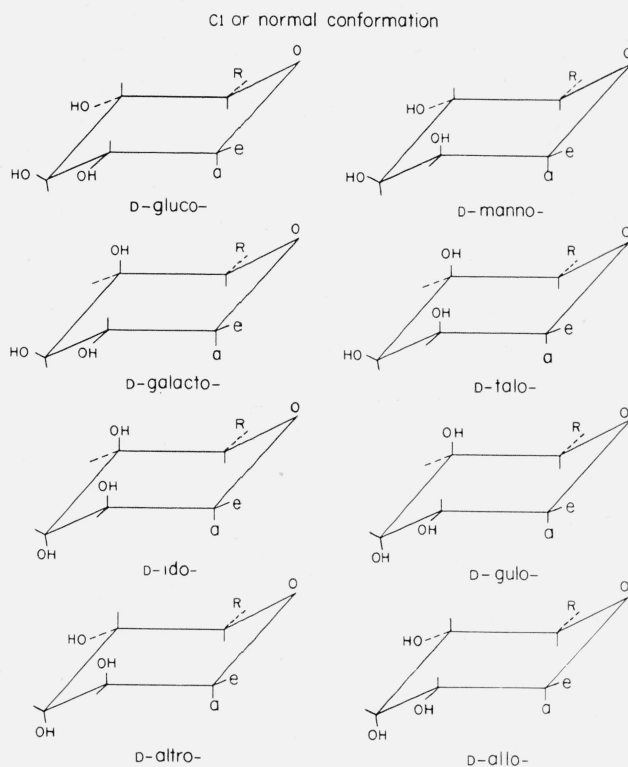 C1 or normal conformation
O
R
HO
HO
OH
e
a
D-gluco-
O
R
HO
OH
HO
e
a
D-manno-
O
OH
R
HO
OH
e
a
D-galacto-
O
OH
R
OH
HO
e
a
D-talo-
O
OH
R
OH
e
a
OH
D-ido-
O
OH
R
OH
e
a
OH
D-gulo-
O
R
HO
OH
e
a
OH
D-altro-
O
R
HO
OH
e
a
OH
D-allo-